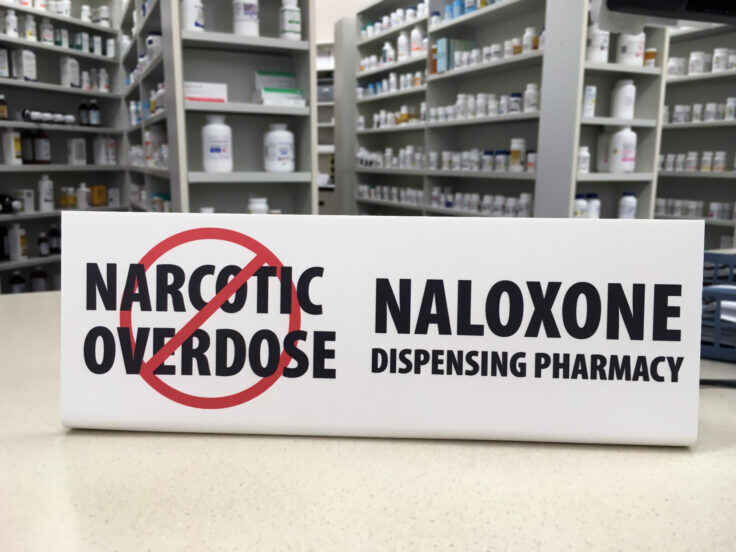 NARCOTIC
OVERDOSE
NALOXONE
DISPENSING PHARMACY